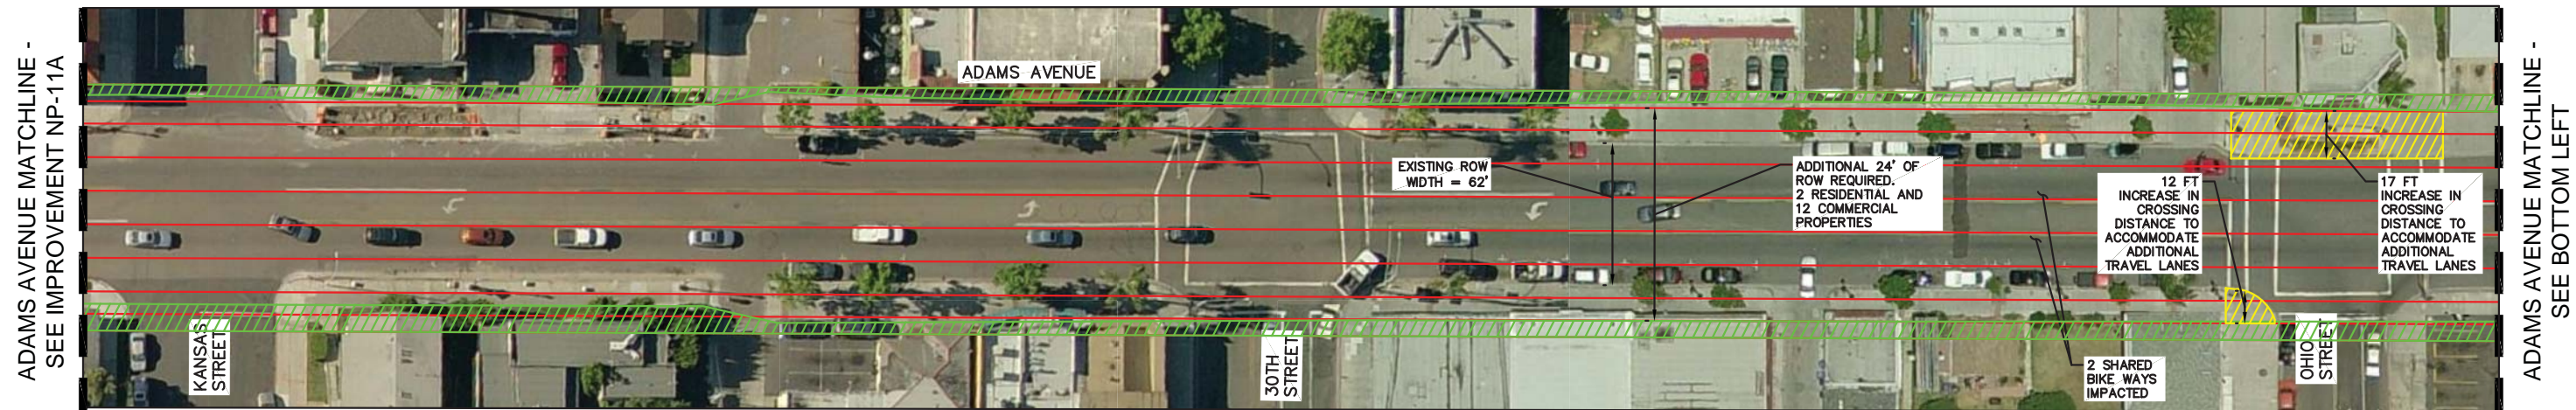 ADAMS AVENUE MATCHLINE -
SEE IMPROVEMENT NP-11A
ADAMS AVENUE
EXISTING ROW
WIDTH = 62'
ADDITIONAL 24' OF
ROW REQUIRED.
2 RESIDENTIAL AND
12 COMMERCIAL
PROPERTIES
12 FT
INCREASE IN
CROSSING
DISTANCE TO
ACCOMMODATE
ADDITIONAL
TRAVEL LANES
17 FT
INCREASE IN
CROSSING
DISTANCE TO
ACCOMMODATE
ADDITIONAL
TRAVEL LANES
KANSAS
STREET
30TH
STREET
2 SHARED
BIKE WAYS
IMPACTED
OHIO
STREET
ADAMS AVENUE MATCHLINE -
SEE BOTTOM LEFT